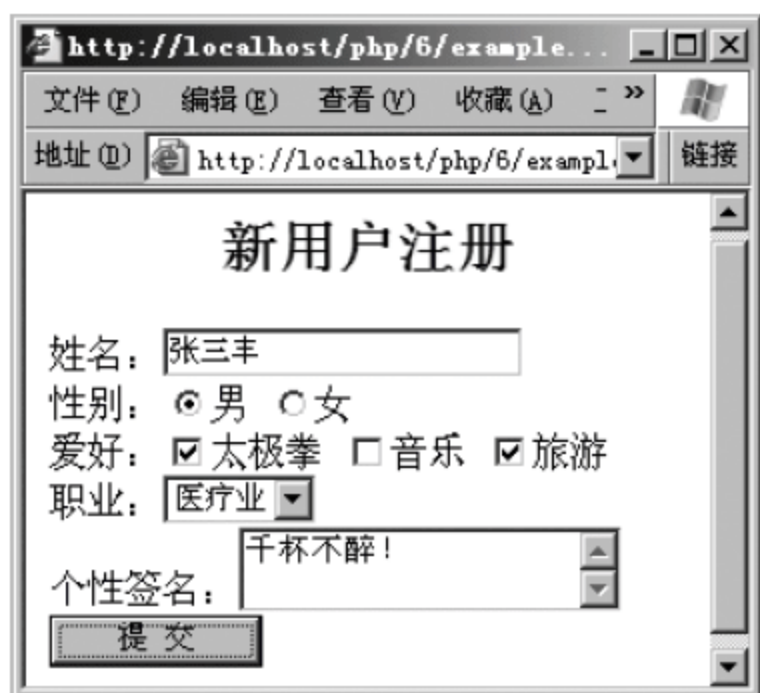 http://localhost/php/6/example...
文件(F) 编辑(E) 查看(V) 收藏(A) »
地址(D) http://localhost/php/6/exampl 链接
新用户注册
姓名：张三丰
性别：男 女
爱好：太极拳 音乐 旅游
职业：医疗业
千杯不醉！
个性签名：
提 交